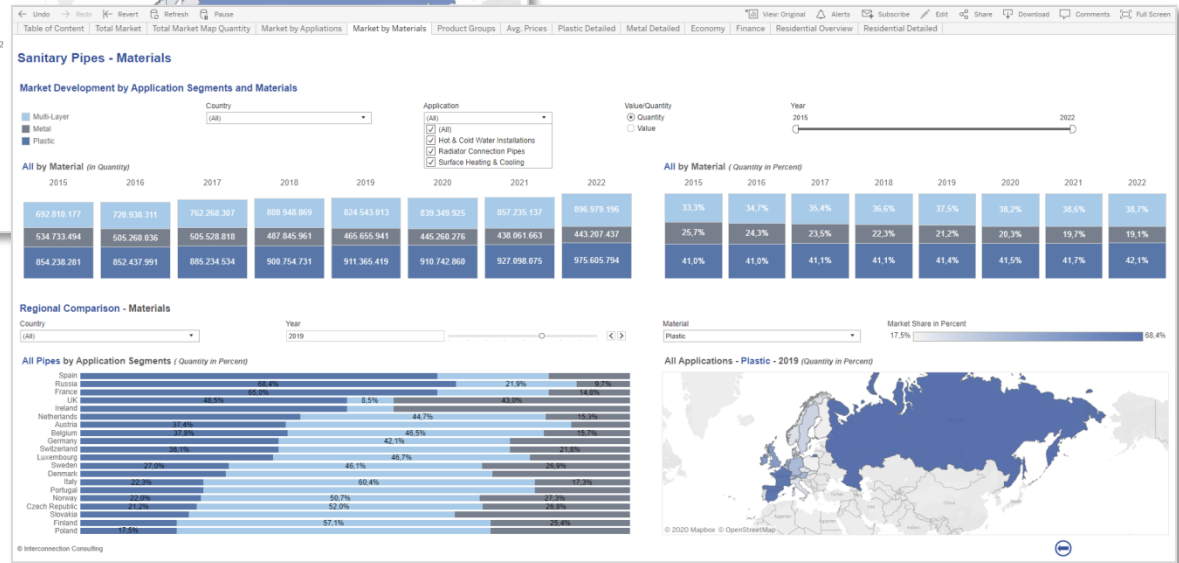 ← Undo → Redo Revert Refresh Pause View: Original Alerts Subscribe Edit Share Download Comments Full Screen
Table of Content Total Market Total Market Map Quantity Market by Appliations Market by Materials Product Groups Avg. Prices Plastic Detailed Metal Detailed Economy Finance Residential Overview Residential Detailed
2
Sanitary Pipes - Materials
Market Development by Application Segments and Materials
Country Application Value/Quantity Year
Multi-Layer (All) (All) Quantity 2015 2022
Metal (All) Value
Plastic Hot & Cold Water Installations
Radiator Connection Pipes
Surface Heating & Cooling
All by Material (in Quantity) All by Material ( Quantity in Percent)
2015 2016 2017 2018 2019 2020 2021 2022 2015 2016 2017 2018 2019 2020 2021 2022
692.810.177 720.938.311 762.268.307 800.948.069 824.543.013 839.349.925 857.235.137 896.979.196 33,3% 34,7% 35,4% 36,6% 37,5% 38,2% 38,6% 38,7%
534.733.494 505.260.036 505.528.818 487.845.961 465.655.941 445.260.276 438.061.663 443.207.437 25,7% 24,3% 23,5% 22,3% 21,2% 20,3% 19,7% 19,1%
854.238.281 852.437.991 885.234.534 900.754.731 911.365.419 910.742.860 927.098.075 975.605.794 41,0% 41,0% 41,1% 41,1% 41,4% 41,5% 41,7% 42,1%
Regional Comparison - Materials
Country Year Material Market Share in Percent
(All) 2019 Plastic 17,5% 68,4%
All Pipes by Application Segments ( Quantity in Percent) All Applications - Plastic - 2019 (Quantity in Percent)
Spain
Russia 68,4% 21,9% 9,7%
France 65,0% 14,8%
UK 48,5% 8,5% 43,0%
Ireland
Netherlands 44,7% 15,3%
Austria 37,4%
Belgium 37,8% 46,5% 15,7%
Germany 42,1%
Switzerland 36,1% 21,8%
Luxembourg 46,7%
Sweden 27,0% 46,1% 26,9%
Denmark
Italy 22,3% 60,4% 17,3%
Portugal
Norway 22,0% 50,7% 27,3%
Czech Republic 21,2% 52,0% 26,8%
Slovakia
Finland 57,1% 25,4%
Poland 17,5%
© 2020 Mapbox © OpenStreetMap
© Interconnection Consulting